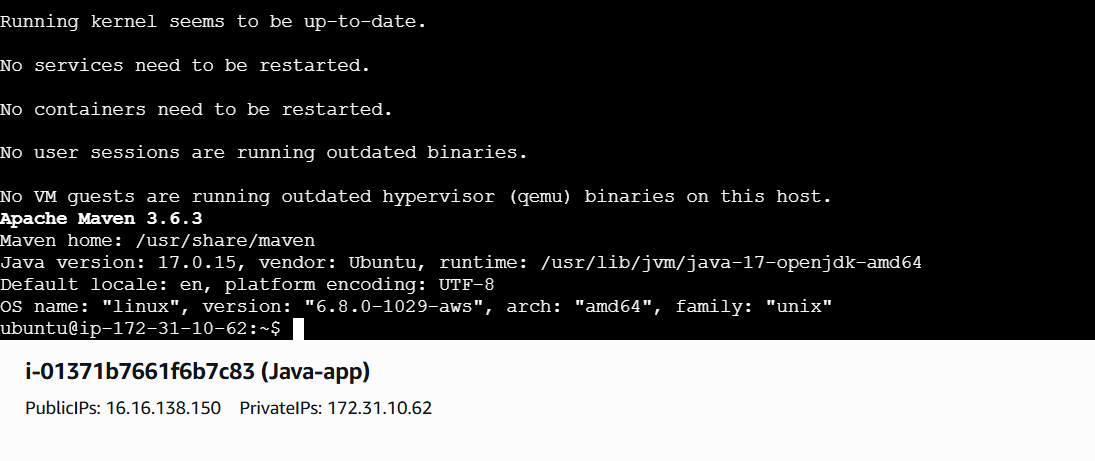 Running kernel seems to be up-to-date.
No services need to be restarted.
No containers need to be restarted.
No user sessions are running outdated binaries.
No VM guests are running outdated hypervisor (qemu) binaries on this host.
Apache Maven 3.6.3
Maven home: /usr/share/maven
Java version: 17.0.15, vendor: Ubuntu, runtime: /usr/lib/jvm/java-17-openjdk-amd64
Default locale: en, platform encoding: UTF-8
OS name: "linux", version: "6.8.0-1029-aws", arch: "amd64", family: "unix"
ubuntu@ip-172-31-10-62:~$
i-01371b7661f6b7c83 (Java-app)
PublicIPs: 16.16.138.150 PrivateIPs: 172.31.10.62